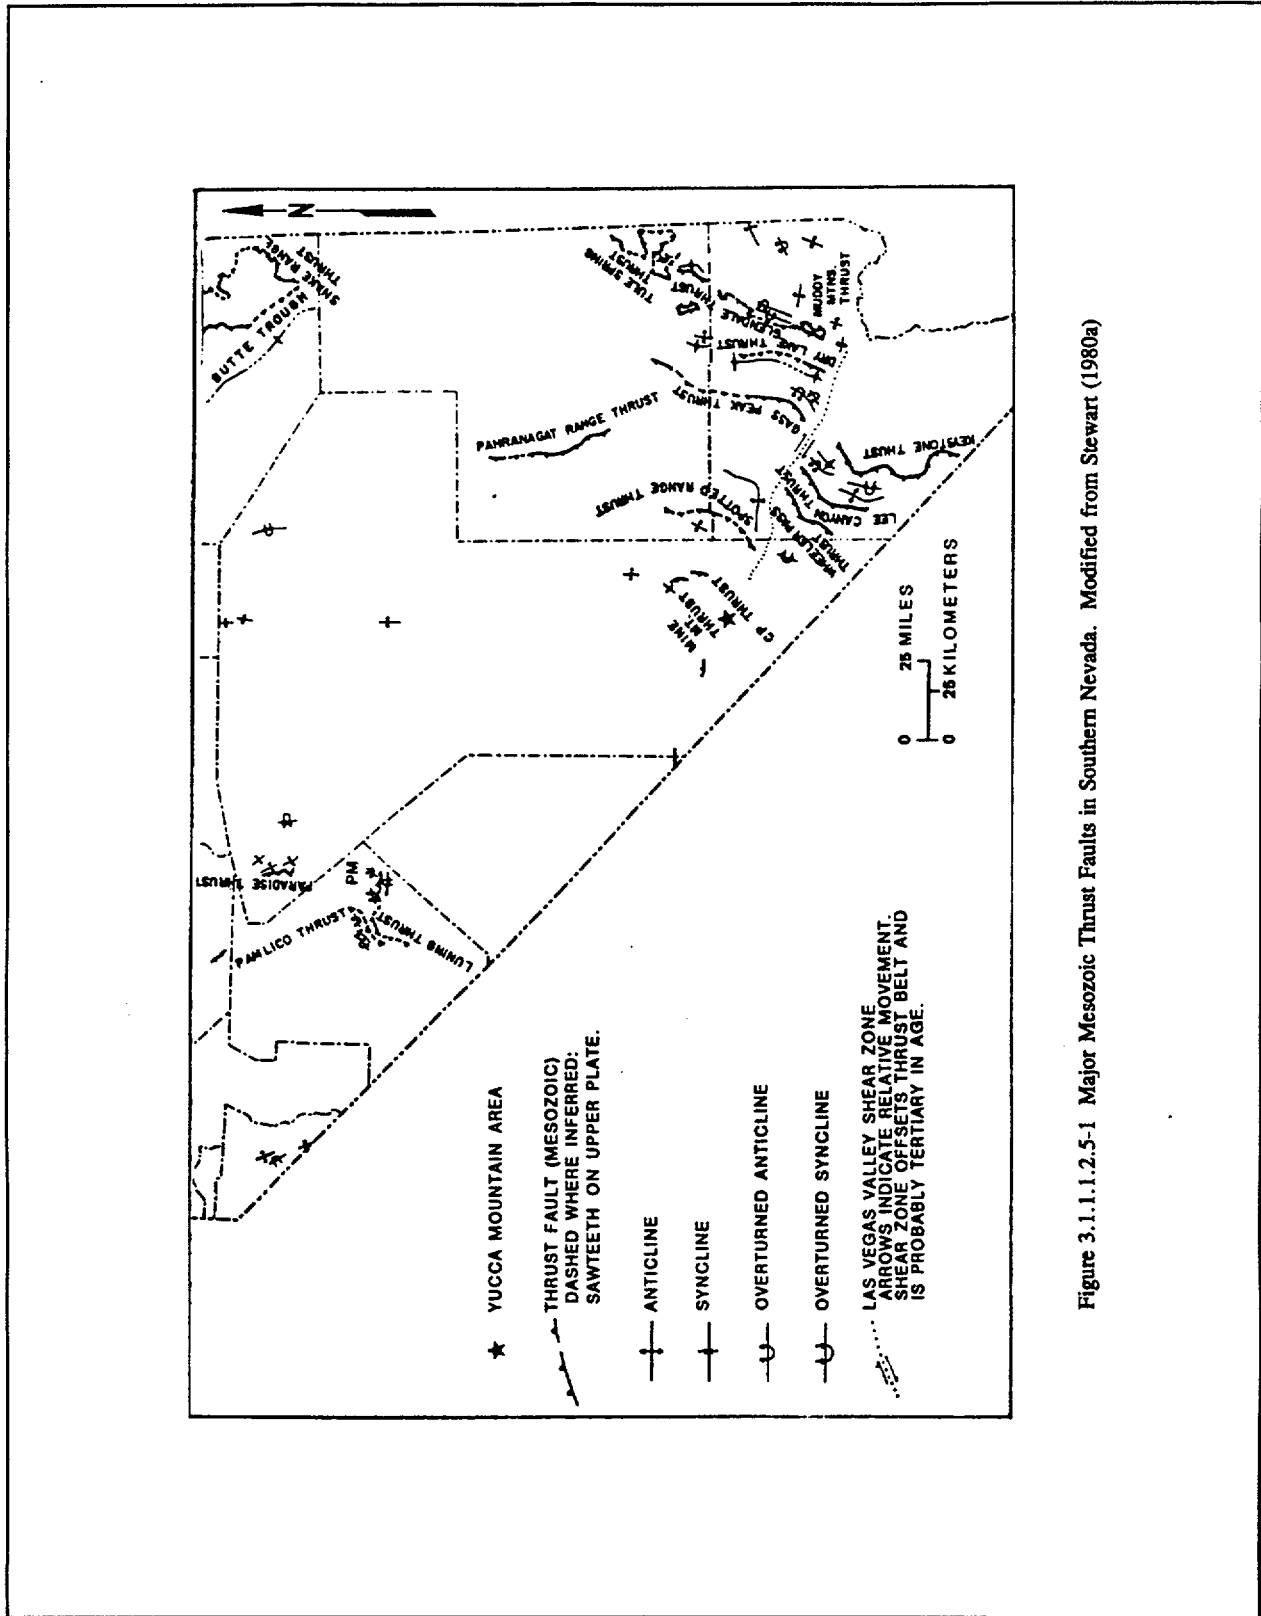 N
SNAKE RANGE
THRUST
BUTTE TROUGH
PARADISE THRUST
PAMLICO THRUST
PM
LUNING THRUST
PAHRANAGAT RANGE THRUST
TULE SPRING
THRUST
GLENDALE THRUST
DRY LAKE THRUST
MUDDY
MTNS.
THRUST
GASS PEAK THRUST
SPOTTED RANGE THRUST
MINE
MT.
THRUST
CP THRUST
WHEELER PASS
THRUST
LEE CANYON THRUST
KEYSTONE THUST
0 25 MILES
0 25 KILOMETERS
YUCCA MOUNTAIN AREA
THRUST FAULT (MESOZOIC)
DASHED WHERE INFERRED;
SAWTEETH ON UPPER PLATE.
ANTICLINE
SYNCLINE
OVERTURNED ANTICLINE
OVERTURNED SYNCLINE
LAS VEGAS VALLEY SHEAR ZONE
ARROWS INDICATE RELATIVE MOVEMENT.
SHEAR ZONE OFFSETS THRUST BELT AND
IS PROBABLY TERTIARY IN AGE.
Figure 3.1.1.1.2.5-1 Major Mesozoic Thrust Faults in Southern Nevada. Modified from Stewart (1980a)